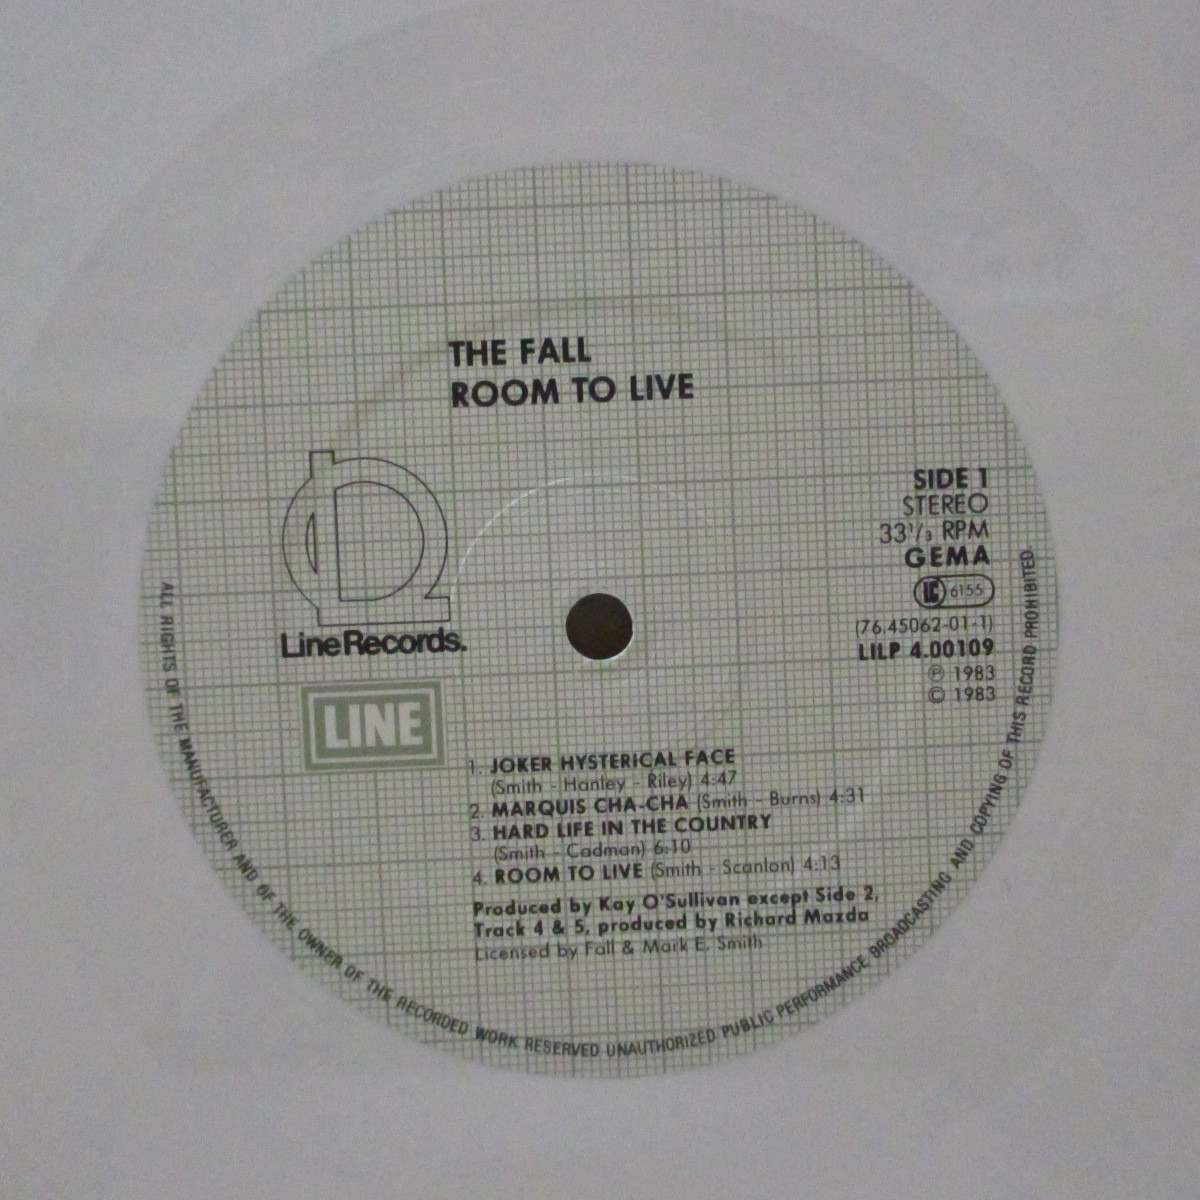 THE FALL
ROOM TO LIVE
SIDE 1
STEREO
33⅓ RPM
GEMA
LC 6155
(76.45062-01-1)
LILP 4.00109
℗ 1983
© 1983
Line Records.
LINE
1. JOKER HYSTERICAL FACE
(Smith - Hanley - Riley) 4:47
2. MARQUIS CHA-CHA (Smith - Burns) 4:31
3. HARD LIFE IN THE COUNTRY
(Smith - Cadman) 6:10
4. ROOM TO LIVE (Smith - Scanlon) 4:13
Produced by Kay O'Sullivan except Side 2,
Track 4 & 5, produced by Richard Mazda
Licensed by Fall & Mark E. Smith
ALL RIGHTS OF THE MANUFACTURER AND OF THE OWNER OF THE RECORDED WORK RESERVED UNAUTHORIZED PUBLIC PERFORMANCE BROADCASTING AND COPYING OF THIS RECORD PROHIBITED.